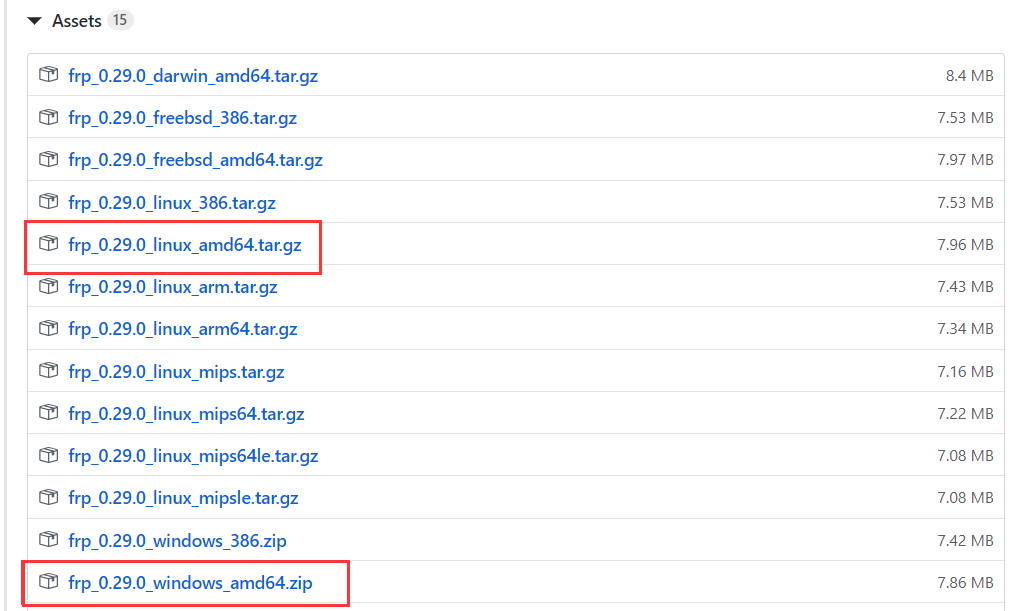 Assets 15
frp_0.29.0_darwin_amd64.tar.gz 8.4 MB
frp_0.29.0_freebsd_386.tar.gz 7.53 MB
frp_0.29.0_freebsd_amd64.tar.gz 7.97 MB
frp_0.29.0_linux_386.tar.gz 7.53 MB
frp_0.29.0_linux_amd64.tar.gz 7.96 MB
frp_0.29.0_linux_arm.tar.gz 7.43 MB
frp_0.29.0_linux_arm64.tar.gz 7.34 MB
frp_0.29.0_linux_mips.tar.gz 7.16 MB
frp_0.29.0_linux_mips64.tar.gz 7.22 MB
frp_0.29.0_linux_mips64le.tar.gz 7.08 MB
frp_0.29.0_linux_mipsle.tar.gz 7.08 MB
frp_0.29.0_windows_386.zip 7.42 MB
frp_0.29.0_windows_amd64.zip 7.86 MB